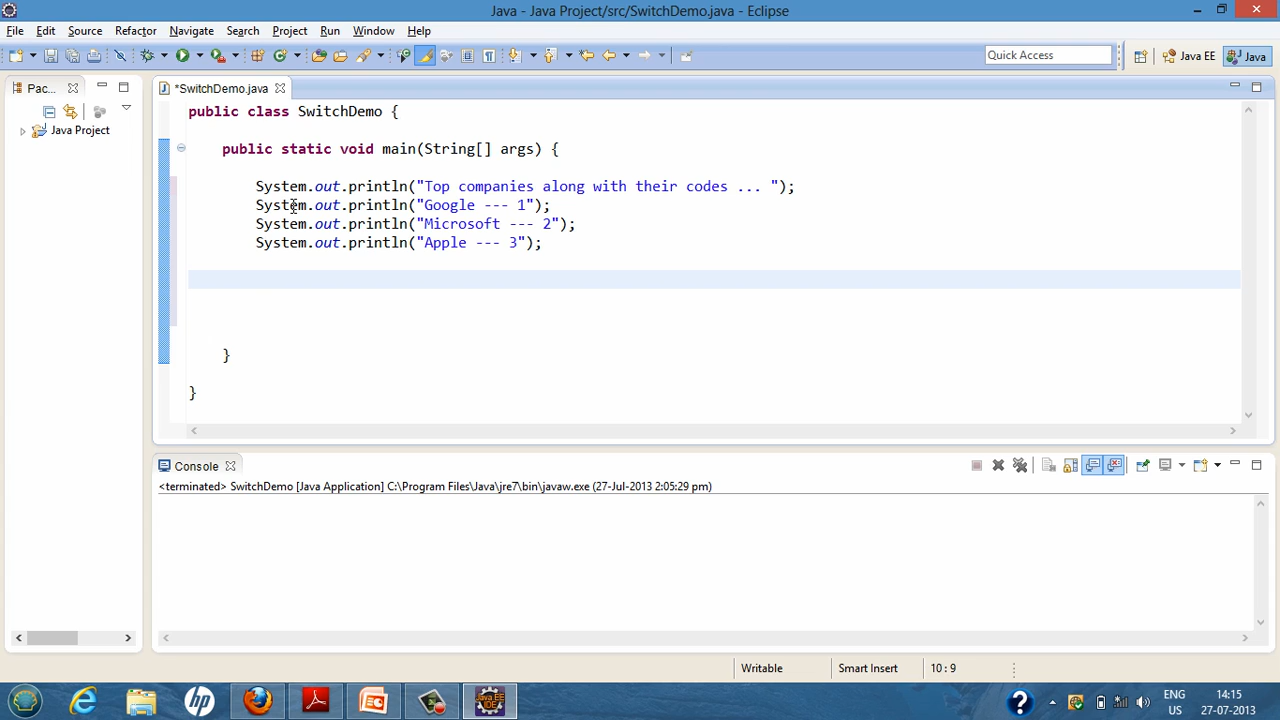 Java - Java Project/src/SwitchDemo.java - Eclipse
File Edit Source Refactor Navigate Search Project Run Window Help
Quick Access
Java EE
Java
Pac...
*SwitchDemo.java
Java Project
public class SwitchDemo {
public static void main(String[] args) {
System.out.println("Top companies along with their codes ... ");
System.out.println("Google --- 1");
System.out.println("Microsoft --- 2");
System.out.println("Apple --- 3");
}
}
Console
<terminated> SwitchDemo [Java Application] C:\Program Files\Java\jre7\bin\javaw.exe (27-Jul-2013 2:05:29 pm)
Writable
Smart Insert
10 : 9
hp
Java EE
IDE
ENG
US
14:15
27-07-2013